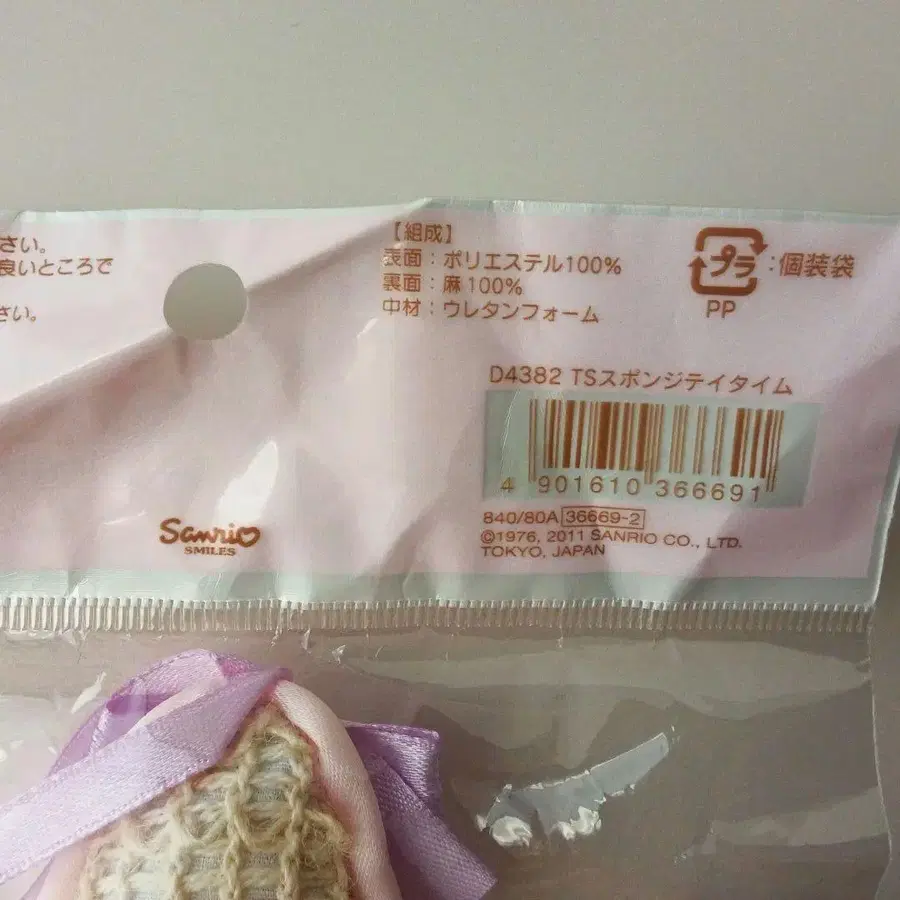 さい。
良いところで
さい。
【組成】
表面：ポリエステル100%
裏面：麻100%
中材：ウレタンフォーム
プラ：個装袋
PP
D4382 TSスポンジテイタイム
4 901610 366691
840/80A 36669-2
©1976, 2011 SANRIO CO., LTD.
TOKYO, JAPAN
Sanrio
SMILES